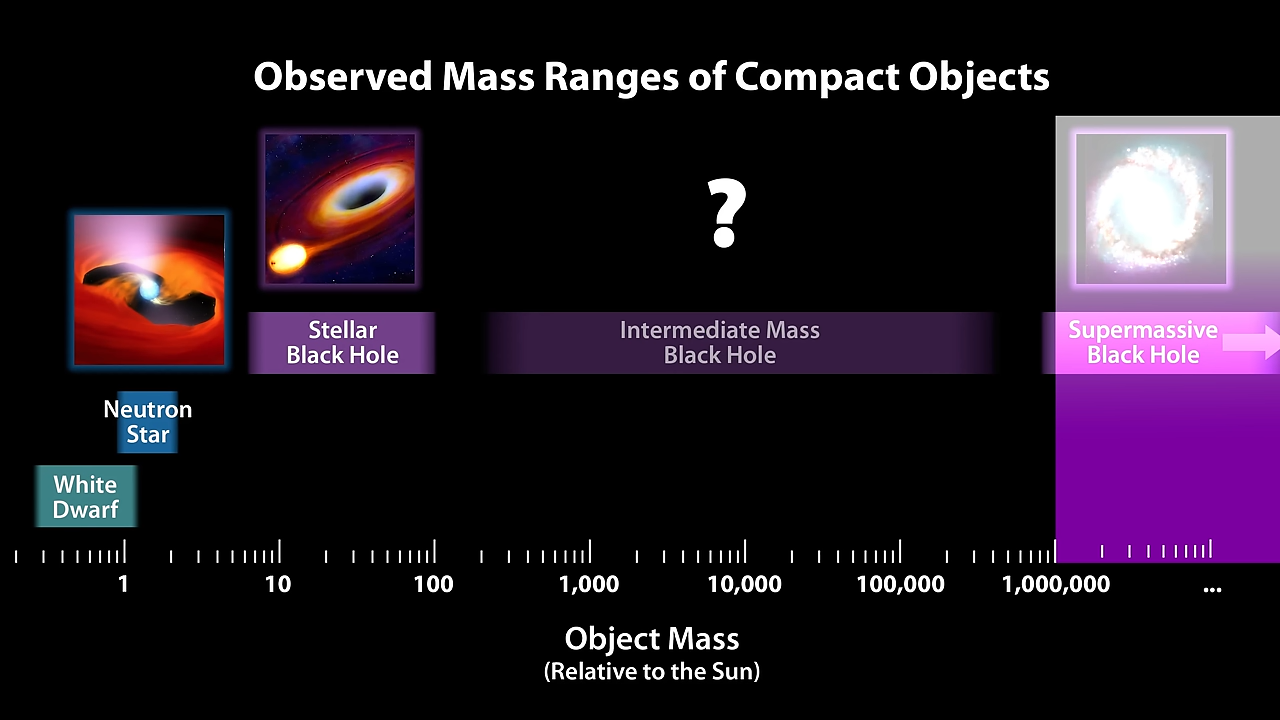 Observed Mass Ranges of Compact Objects
?
Stellar
Black Hole
Intermediate Mass
Black Hole
Supermassive
Black Hole
Neutron
Star
White
Dwarf
1 10 100 1,000 10,000 100,000 1,000,000 ...
Object Mass
(Relative to the Sun)